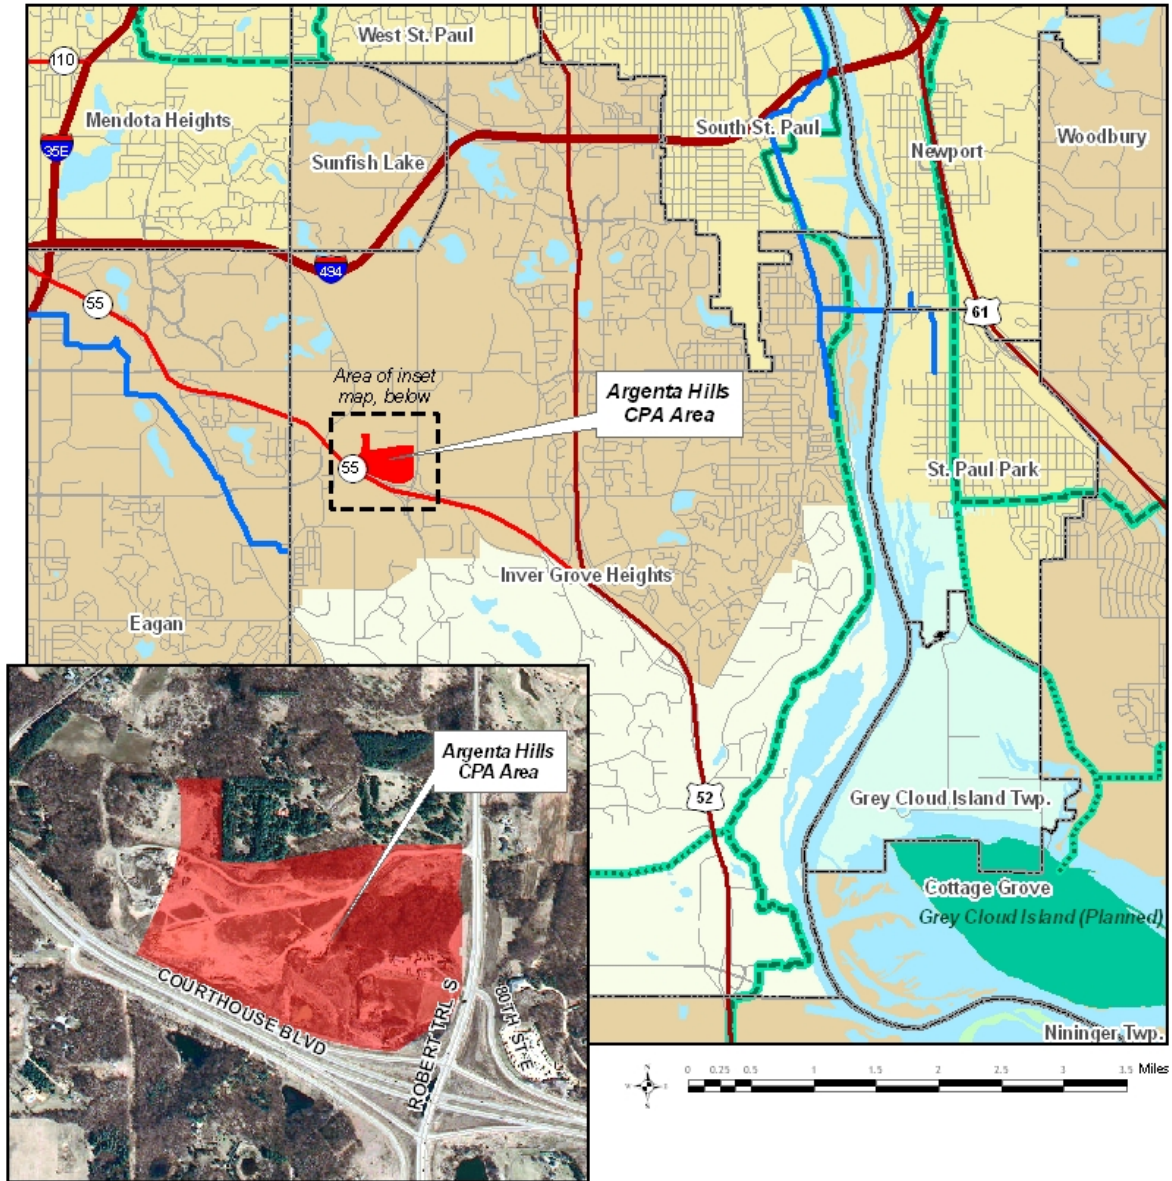 West St. Paul
110
Mendota Heights
South St. Paul
Woodbury
35E
Newport
Sunfish Lake
494
55
61
Area of inset
map, below
Argenta Hills
CPA Area
55
St. Paul Park
Inver Grove Heights
Eagan
Argenta Hills
CPA Area
52
Grey Cloud Island Twp.
Cottage Grove
Grey Cloud Island (Planned)
COURTHOUSE BLVD
ROBERT TRL S
80TH ST E
Nininger Twp.
N
W E
S
0 0.25 0.5 1 1.5 2 2.5 3 3.5 Miles